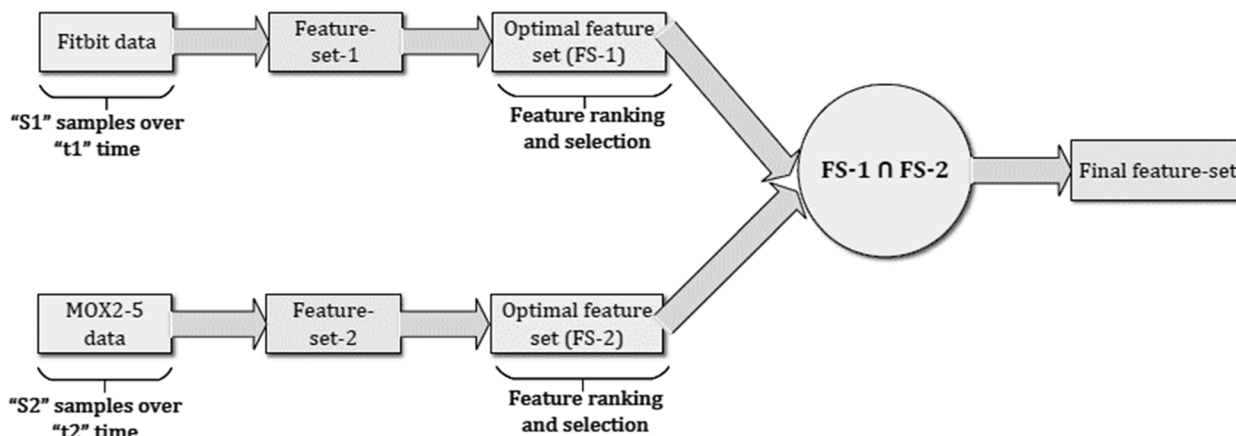 Fitbit data
Feature-
set-1
Optimal feature
set (FS-1)
“S1” samples over
“t1” time
Feature ranking
and selection
FS-1 ∩ FS-2
Final feature-set
MOX2-5
data
Feature-
set-2
Optimal feature
set (FS-2)
“S2” samples over
“t2” time
Feature ranking
and selection